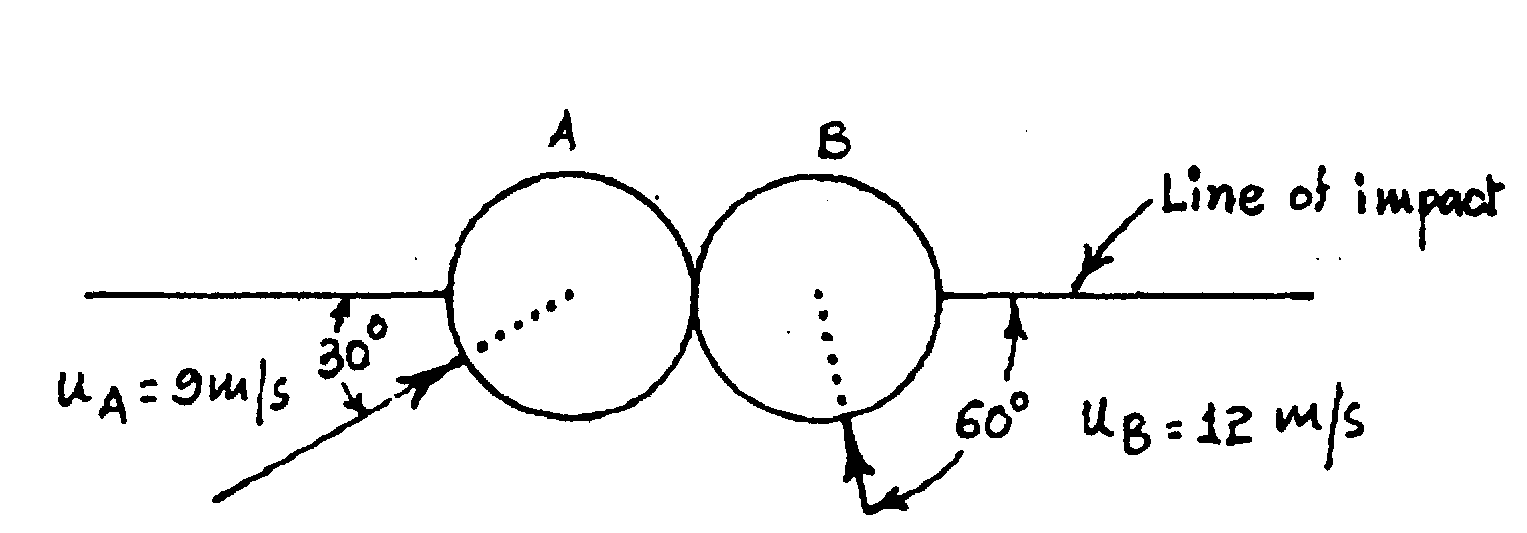 A
B
Line of impact
30°
60°
u_A = 9 m/s
u_B = 12 m/s